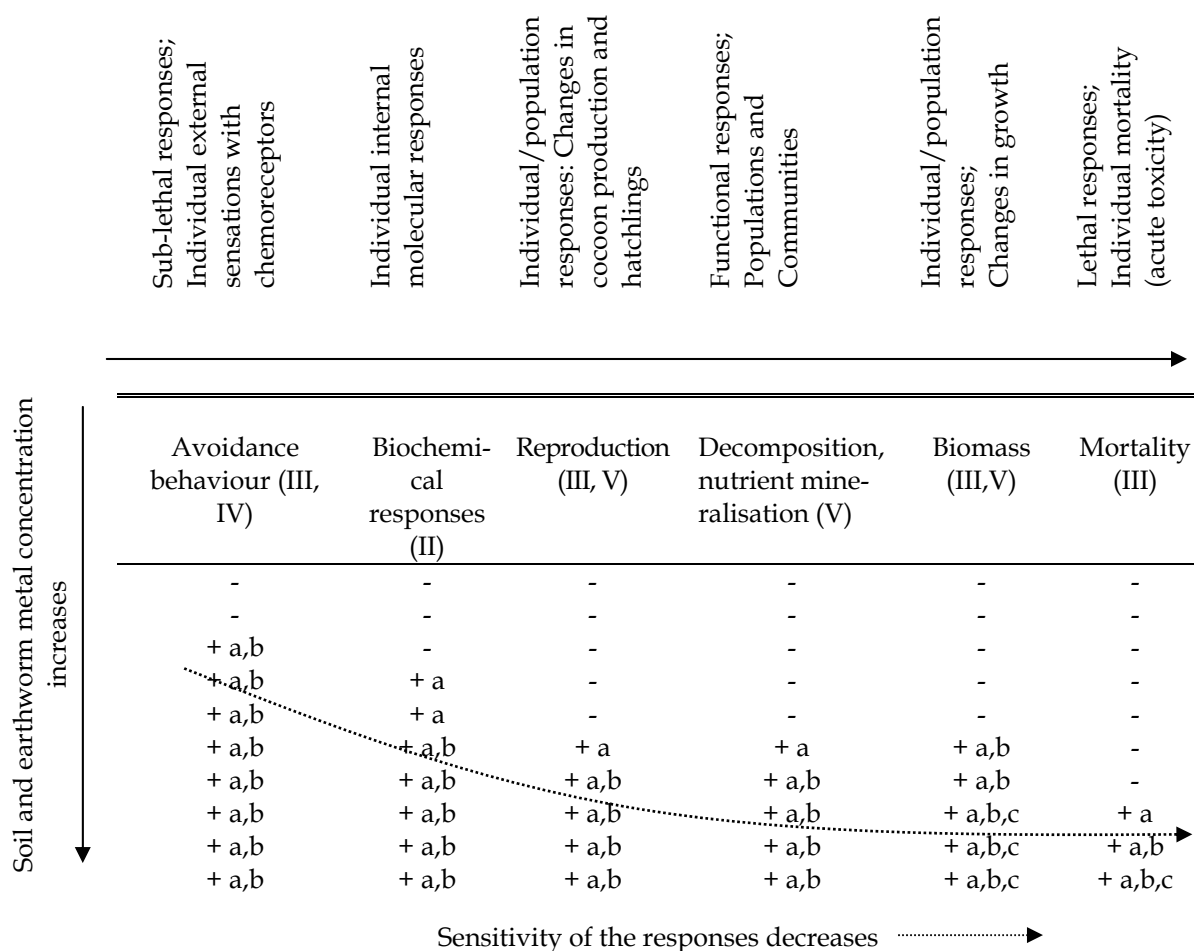 Sub-lethal responses;
Individual external
sensations with
chemoreceptors
Individual internal
molecular responses
Individual/population
responses: Changes in
cocoon production and
hatchlings
Functional responses;
Populations and
Communities
Individual/population
responses;
Changes in growth
Lethal responses;
Individual mortality
(acute toxicity)
Soil and earthworm metal concentration
increases
Avoidance
behaviour (III,
IV)
Biochemi-
cal
responses
(II)
Reproduction
(III, V)
Decomposition,
nutrient mine-
ralisation (V)
Biomass
(III,V)
Mortality
(III)
- - - - - -
- - - - - -
+ a,b - - - - -
+ a,b + a - - - -
+ a,b + a - - - -
+ a,b + a,b + a + a + a,b -
+ a,b + a,b + a,b + a,b + a,b -
+ a,b + a,b + a,b + a,b + a,b,c + a
+ a,b + a,b + a,b + a,b + a,b,c + a,b
+ a,b + a,b + a,b + a,b + a,b,c + a,b,c
Sensitivity of the responses decreases